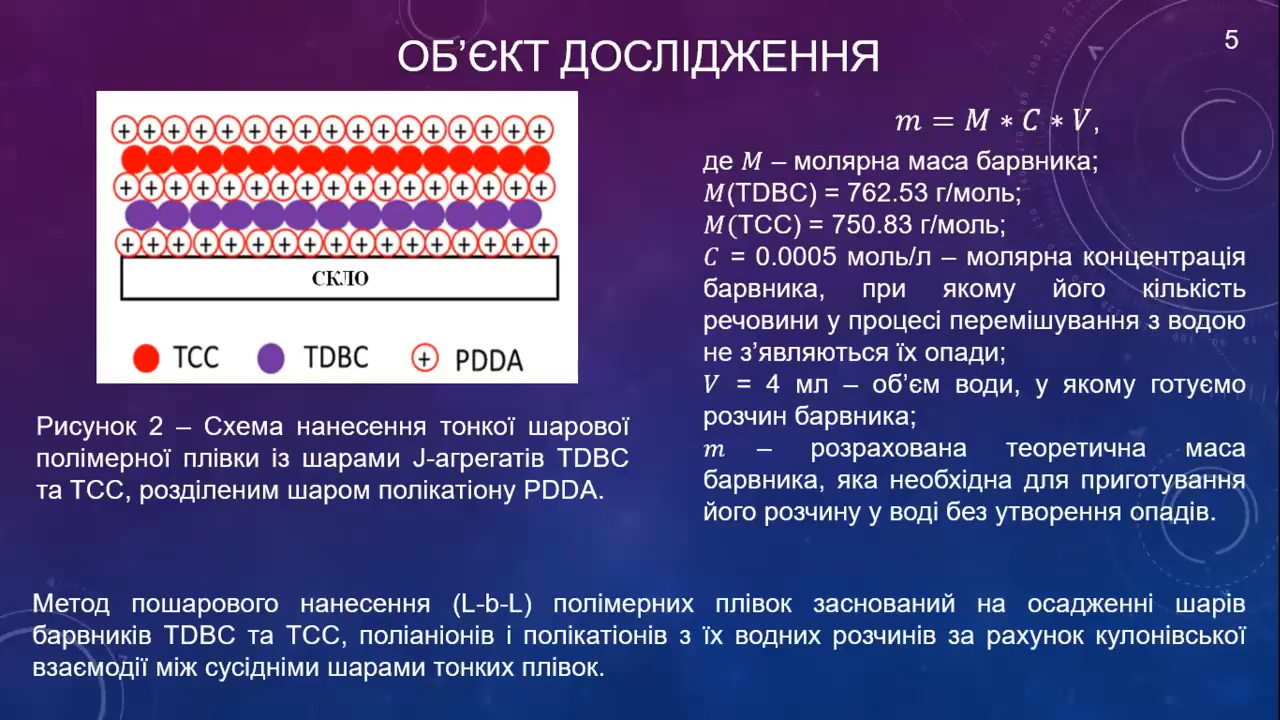 5
ОБ’ЄКТ ДОСЛІДЖЕННЯ
СКЛО
TCC TDBC + PDDA
Рисунок 2 – Схема нанесення тонкої шарової
полімерної плівки із шарами J-агрегатів TDBC
та TCC, розділеним шаром полікатіону PDDA.
m = M ∗ C ∗ V,
де M – молярна маса барвника;
M(TDBC) = 762.53 г/моль;
M(TCC) = 750.83 г/моль;
C = 0.0005 моль/л – молярна концентрація
барвника, при якому його кількість
речовини у процесі перемішування з водою
не з’являються їх опади;
V = 4 мл – об’єм води, у якому готуємо
розчин барвника;
m – розрахована теоретична маса
барвника, яка необхідна для приготування
його розчину у воді без утворення опадів.
Метод пошарового нанесення (L-b-L) полімерних плівок заснований на осадженні шарів
барвників TDBC та TCC, поліаніонів і полікатіонів з їх водних розчинів за рахунок кулонівської
взаємодії між сусідніми шарами тонких плівок.